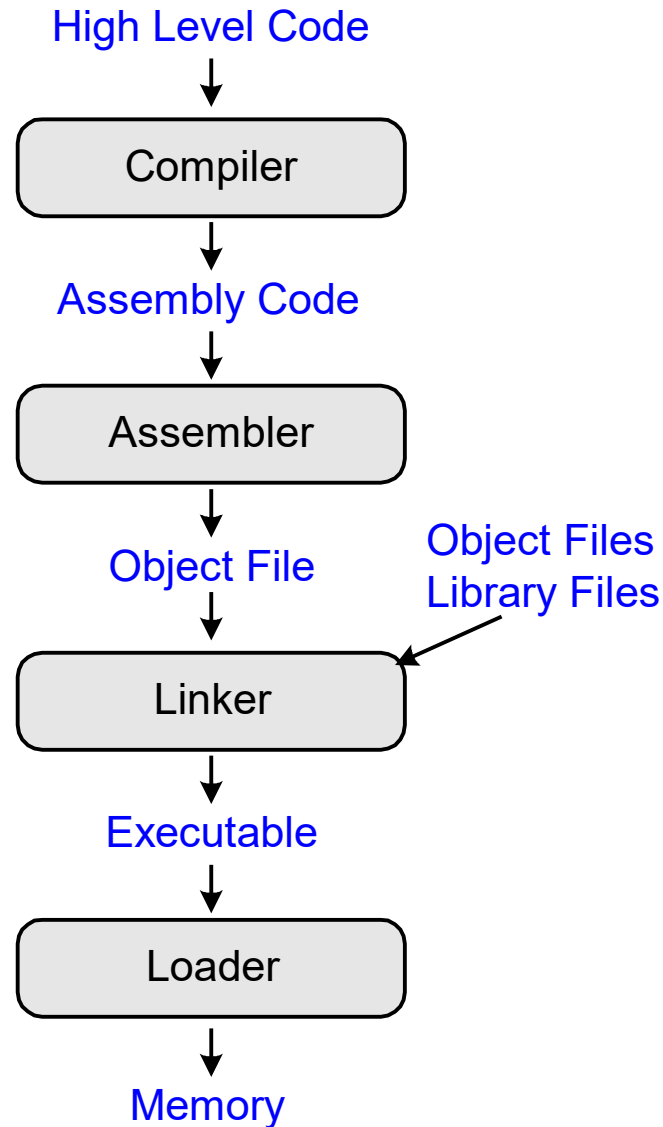 High Level Code
Compiler
Assembly Code
Assembler
Object File
Object Files
Library Files
Linker
Executable
Loader
Memory